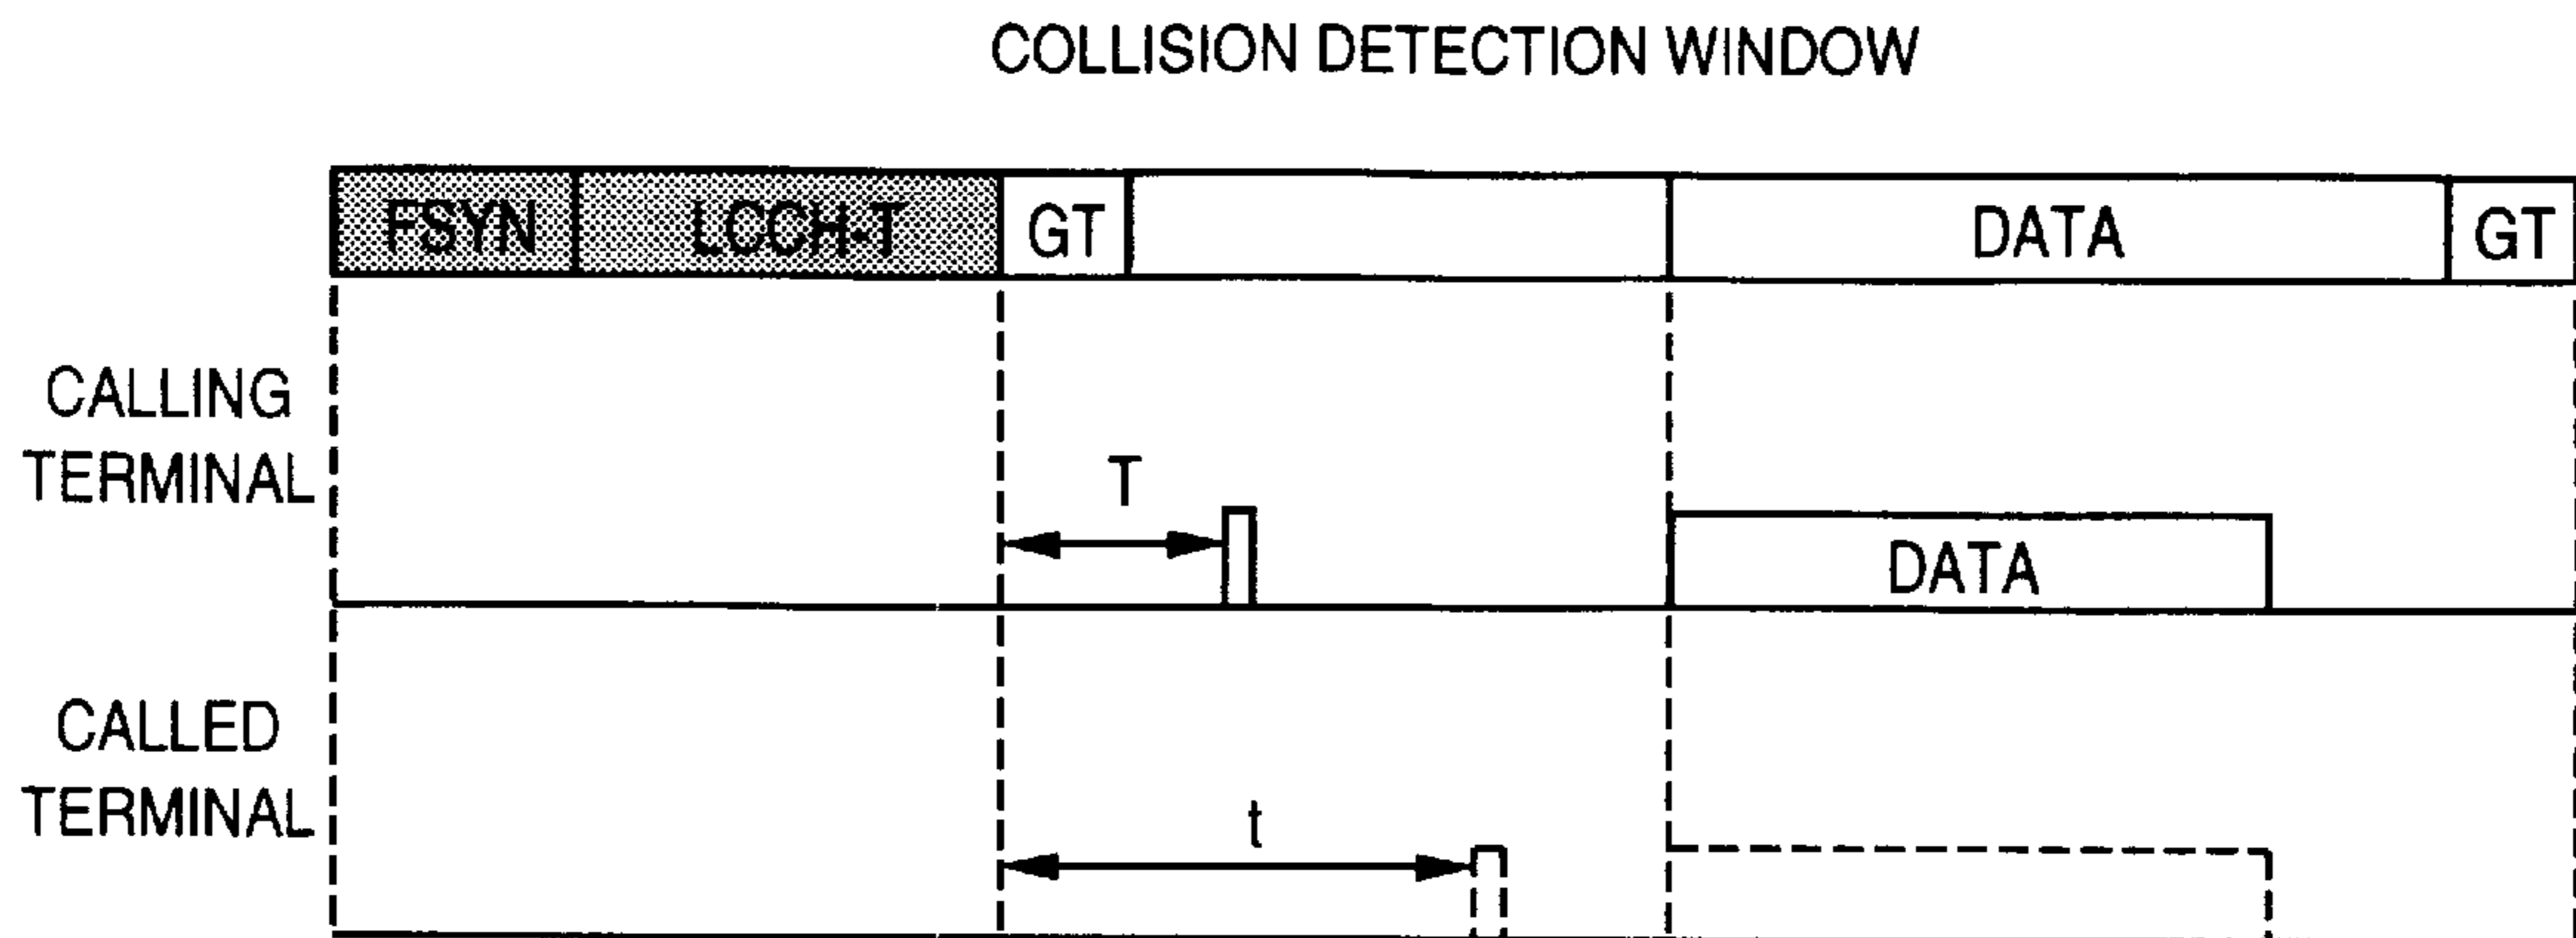 COLLISION DETECTION WINDOW
FSYN LCCH-T GT DATA GT
CALLING
TERMINAL
T
DATA
CALLED
TERMINAL
t